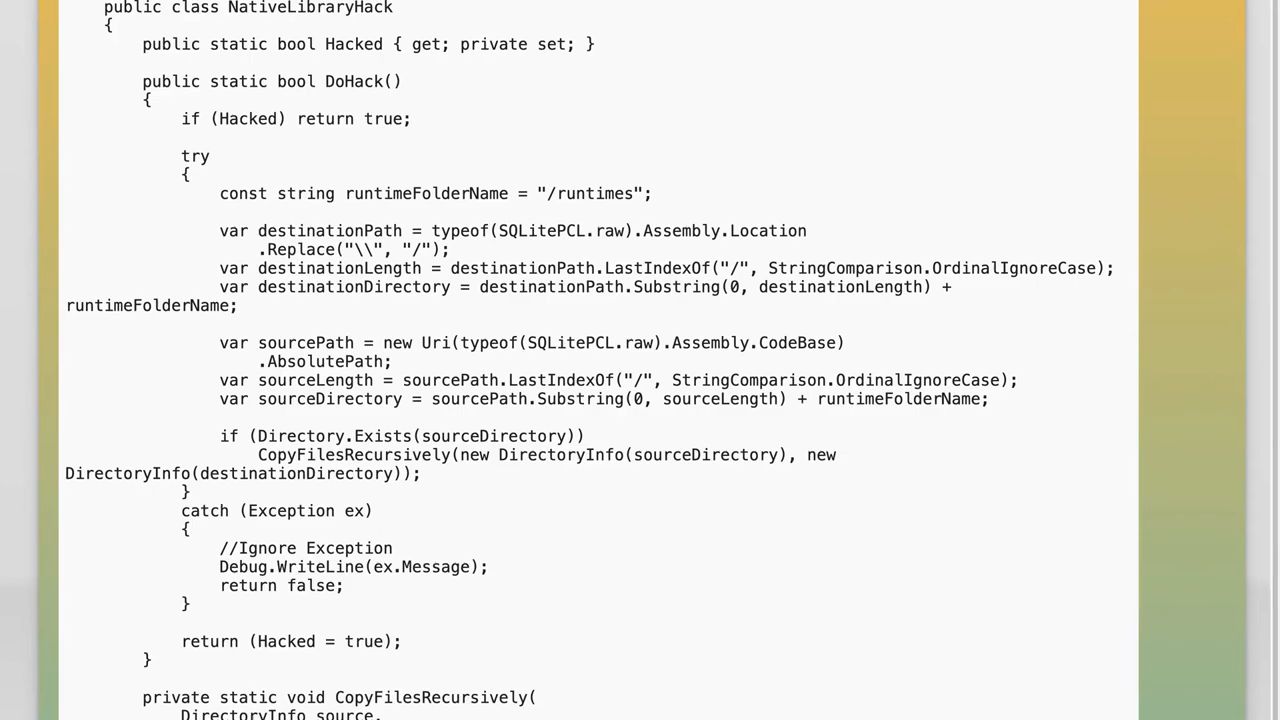 public class NativeLibraryHack
{
public static bool Hacked { get; private set; }
public static bool DoHack()
{
if (Hacked) return true;
try
{
const string runtimeFolderName = "/runtimes";
var destinationPath = typeof(SQLitePCL.raw).Assembly.Location
.Replace("\\", "/");
var destinationLength = destinationPath.LastIndexOf("/", StringComparison.OrdinalIgnoreCase);
var destinationDirectory = destinationPath.Substring(0, destinationLength) +
runtimeFolderName;
var sourcePath = new Uri(typeof(SQLitePCL.raw).Assembly.CodeBase)
.AbsolutePath;
var sourceLength = sourcePath.LastIndexOf("/", StringComparison.OrdinalIgnoreCase);
var sourceDirectory = sourcePath.Substring(0, sourceLength) + runtimeFolderName;
if (Directory.Exists(sourceDirectory))
CopyFilesRecursively(new DirectoryInfo(sourceDirectory), new
DirectoryInfo(destinationDirectory));
}
catch (Exception ex)
{
//Ignore Exception
Debug.WriteLine(ex.Message);
return false;
}
return (Hacked = true);
}
private static void CopyFilesRecursively(
DirectoryInfo source,